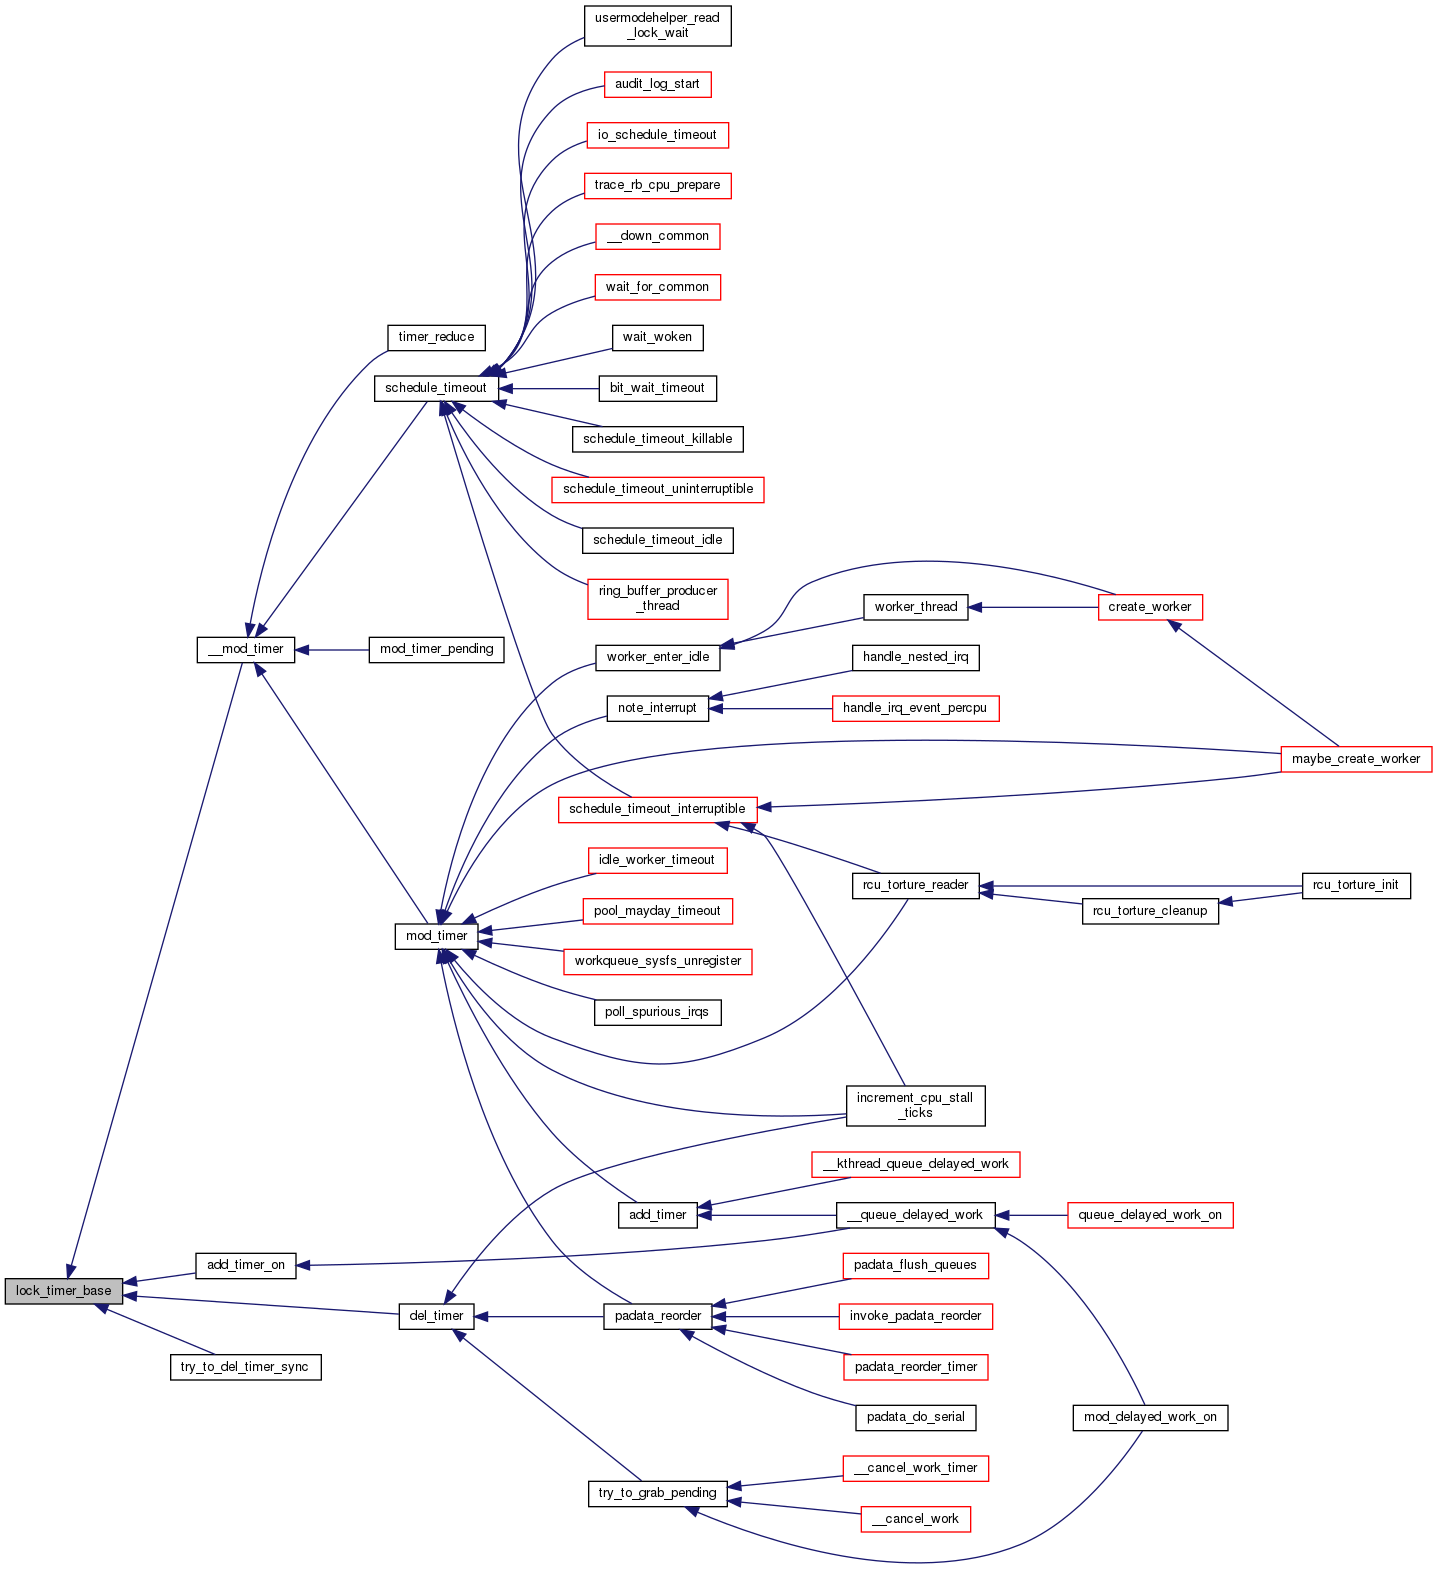 usermodehelper_read
_lock_wait
audit_log_start
io_schedule_timeout
trace_rb_cpu_prepare
__down_common
wait_for_common
timer_reduce
wait_woken
schedule_timeout
bit_wait_timeout
schedule_timeout_killable
schedule_timeout_uninterruptible
schedule_timeout_idle
ring_buffer_producer
_thread
worker_thread
create_worker
__mod_timer
mod_timer_pending
worker_enter_idle
handle_nested_irq
note_interrupt
handle_irq_event_percpu
maybe_create_worker
schedule_timeout_interruptible
idle_worker_timeout
rcu_torture_reader
rcu_torture_init
pool_mayday_timeout
rcu_torture_cleanup
mod_timer
workqueue_sysfs_unregister
poll_spurious_irqs
increment_cpu_stall
_ticks
__kthread_queue_delayed_work
add_timer
__queue_delayed_work
queue_delayed_work_on
add_timer_on
padata_flush_queues
lock_timer_base
del_timer
padata_reorder
invoke_padata_reorder
try_to_del_timer_sync
padata_reorder_timer
padata_do_serial
mod_delayed_work_on
__cancel_work_timer
try_to_grab_pending
__cancel_work